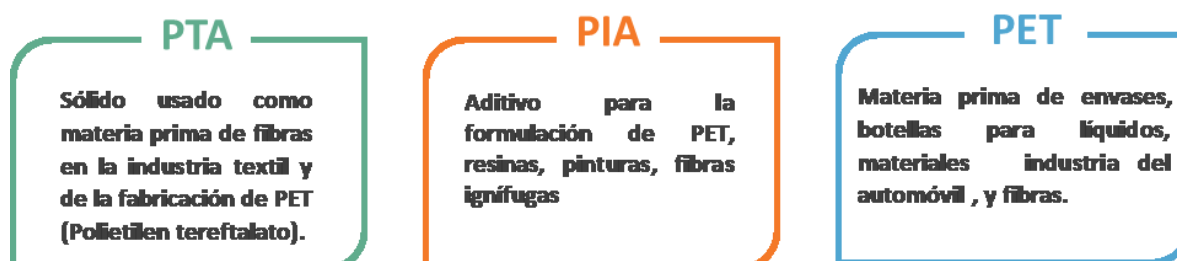 PTA
Sólido usado como
materia prima de fibras
en la industria textil y
de la fabricación de PET
(Polietilen tereftalato).
PIA
Aditivo para la
formulación de PET,
resinas, pinturas, fibras
ignífugas
PET
Materia prima de envases,
botellas para líquidos,
materiales industria del
automóvil , y fibras.